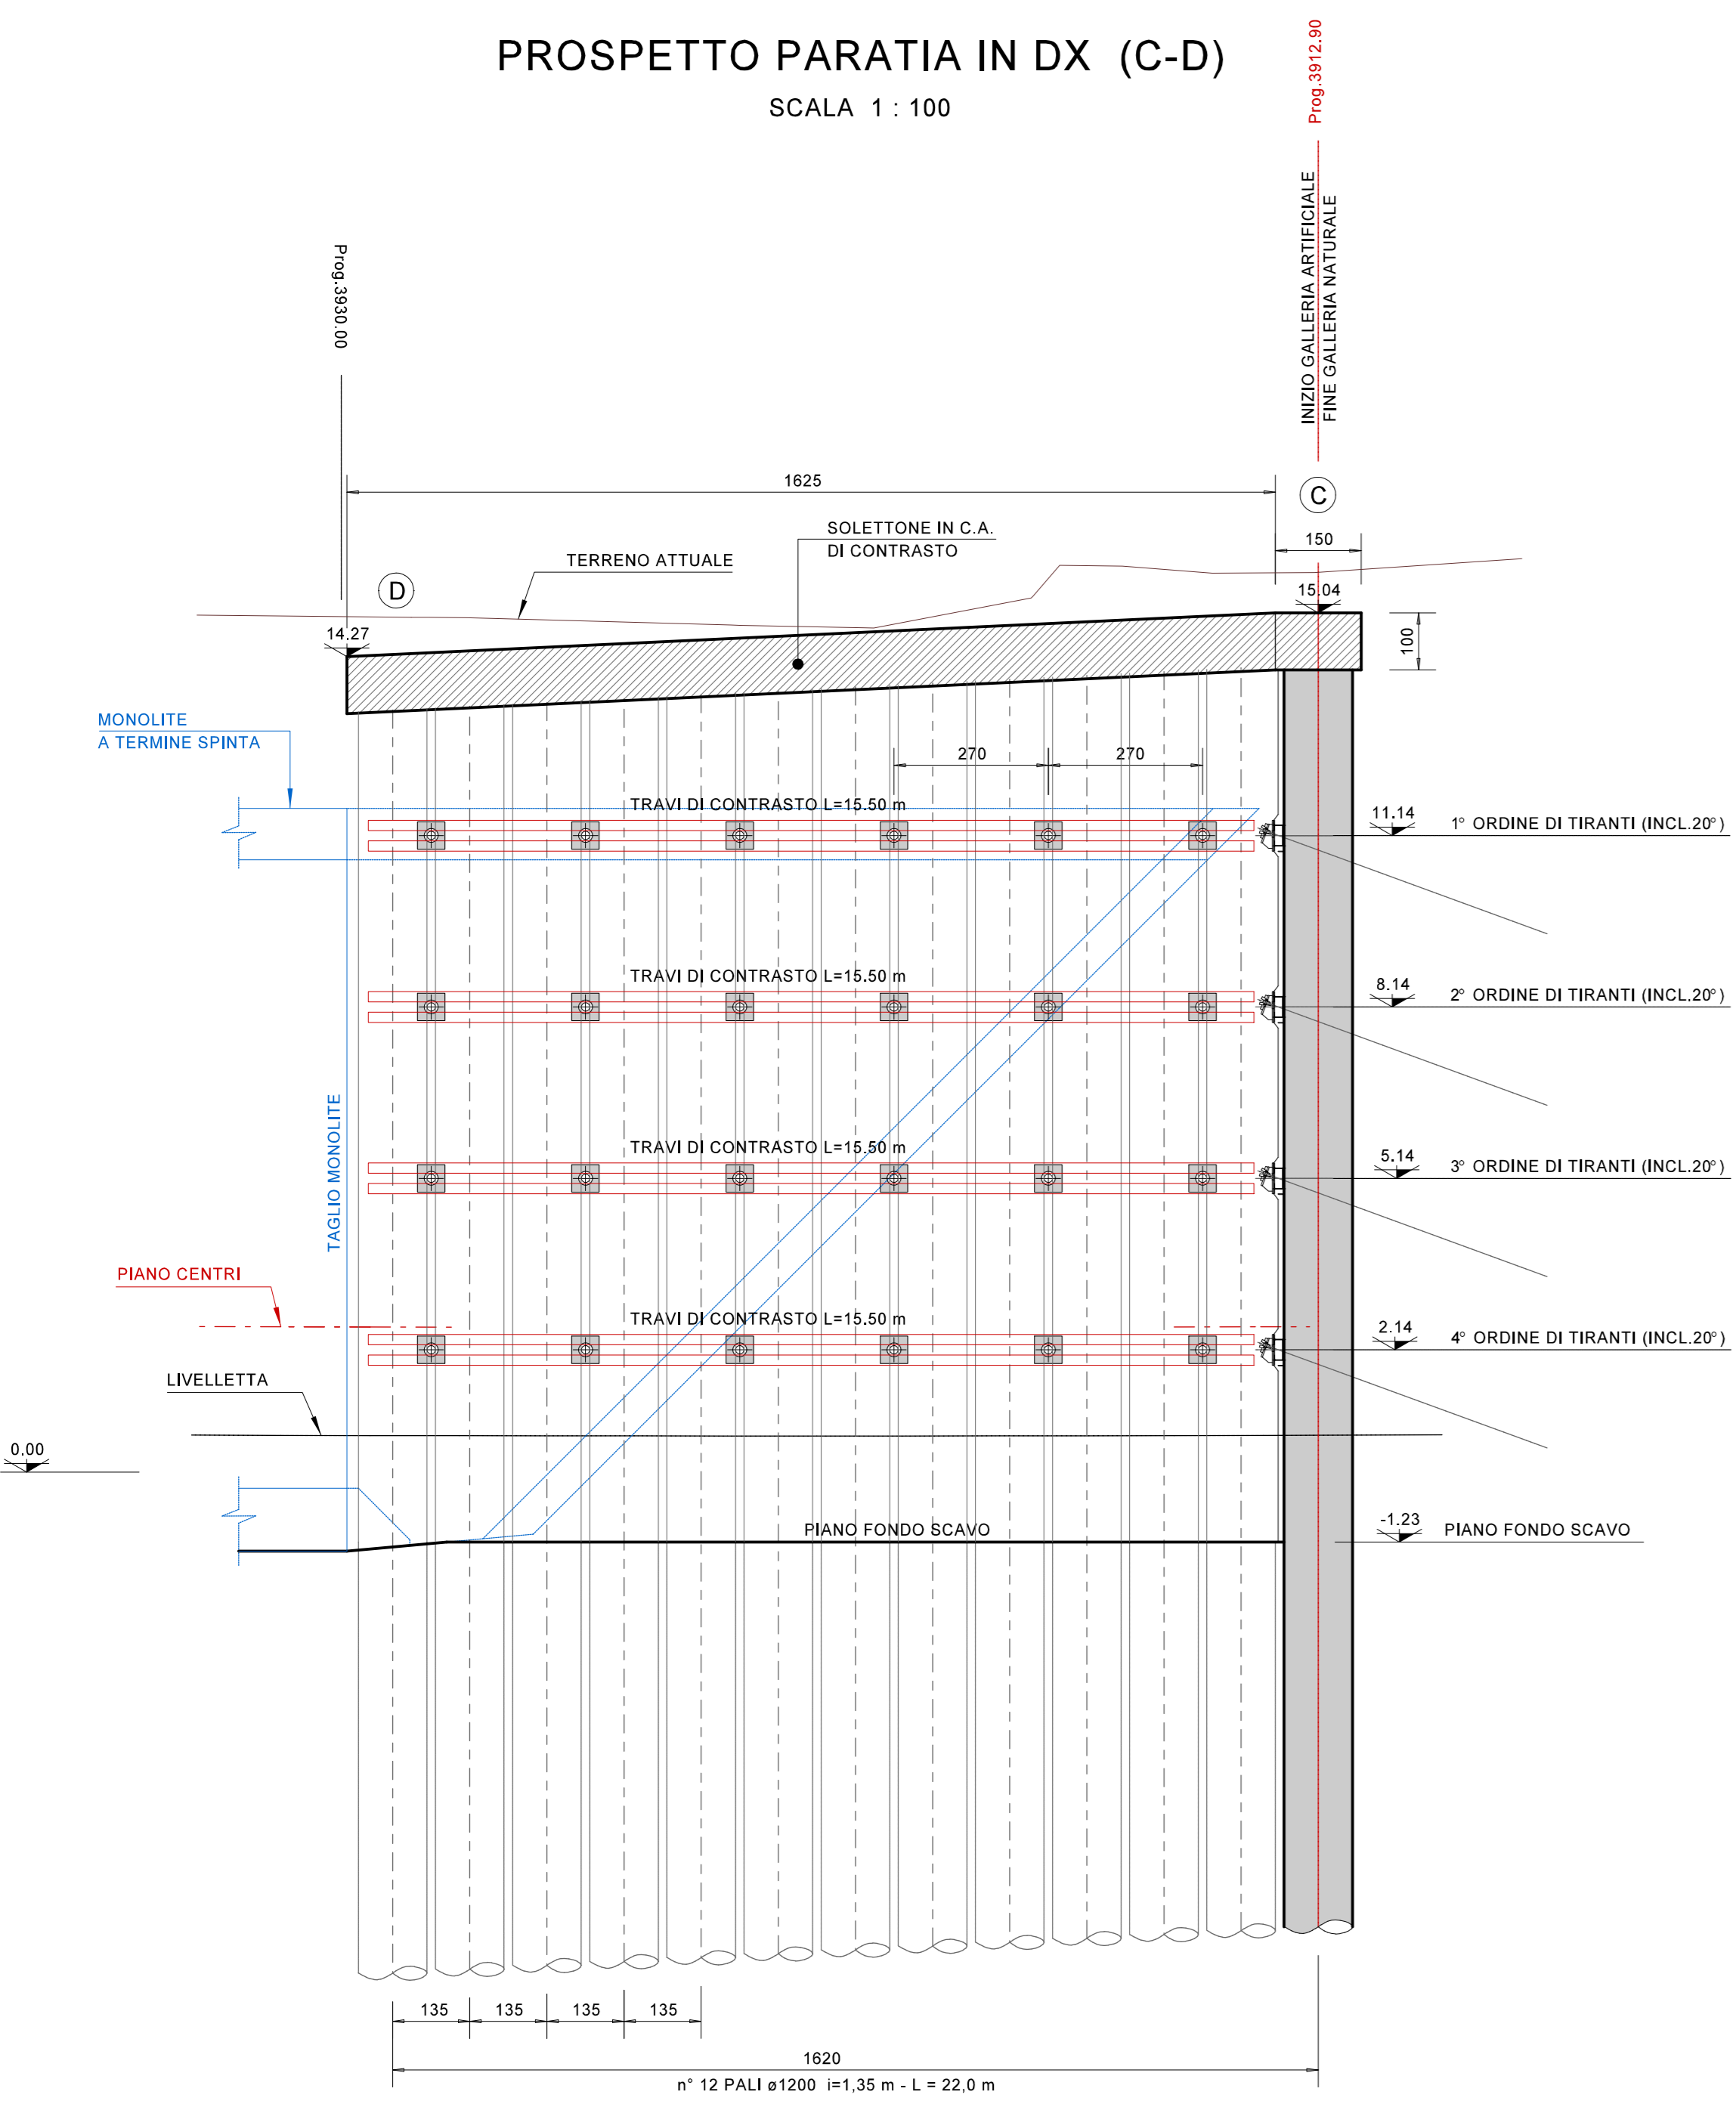 PROSPETTO PARATIA IN DX (C-D)
SCALA 1 : 100
Prog.3912.90
INIZIO GALLERIA ARTIFICIALE
FINE GALLERIA NATURALE
Prog.3930.00
1625
C
150
SOLETTONE IN C.A.
DI CONTRASTO
TERRENO ATTUALE
D
15.04
14.27
100
MONOLITE
A TERMINE SPINTA
270
270
TRAVI DI CONTRASTO L=15.50 m
11.14
1° ORDINE DI TIRANTI (INCL.20°)
TRAVI DI CONTRASTO L=15.50 m
8.14
2° ORDINE DI TIRANTI (INCL.20°)
TAGLIO MONOLITE
TRAVI DI CONTRASTO L=15.50 m
5.14
3° ORDINE DI TIRANTI (INCL.20°)
PIANO CENTRI
TRAVI DI CONTRASTO L=15.50 m
2.14
4° ORDINE DI TIRANTI (INCL.20°)
LIVELLETTA
0.00
PIANO FONDO SCAVO
-1.23
PIANO FONDO SCAVO
135
135
135
135
1620
n° 12 PALI ø1200 i=1,35 m - L = 22,0 m